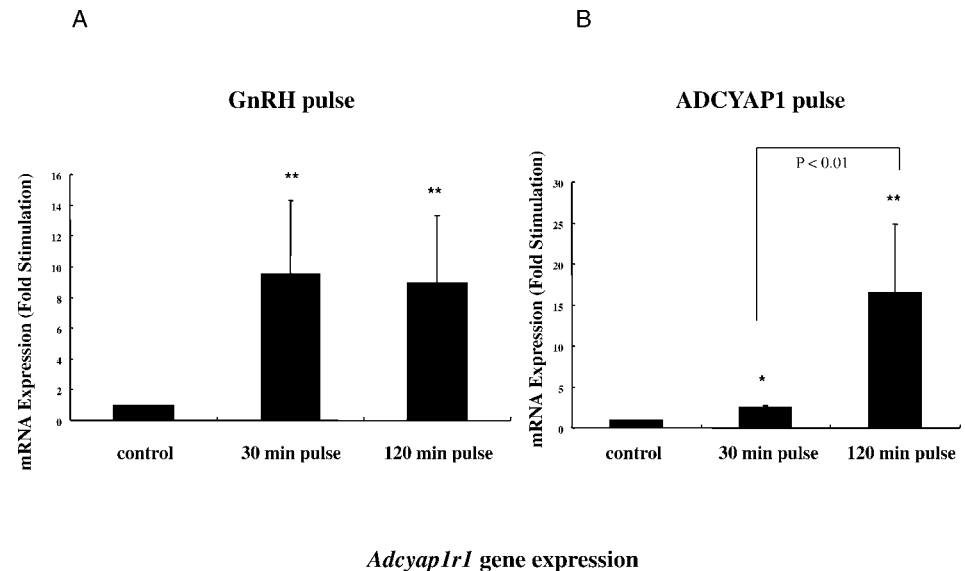 A
B
GnRH pulse
ADCYAP1 pulse
P < 0.01
mRNA Expression (Fold Stimulation)
16
14
12
10
8
6
4
2
0
**
**
control
30 min pulse
120 min pulse
mRNA Expression (Fold Stimulation)
30
25
20
15
10
5
0
*
**
control
30 min pulse
120 min pulse
Adcyap1r1 gene expression